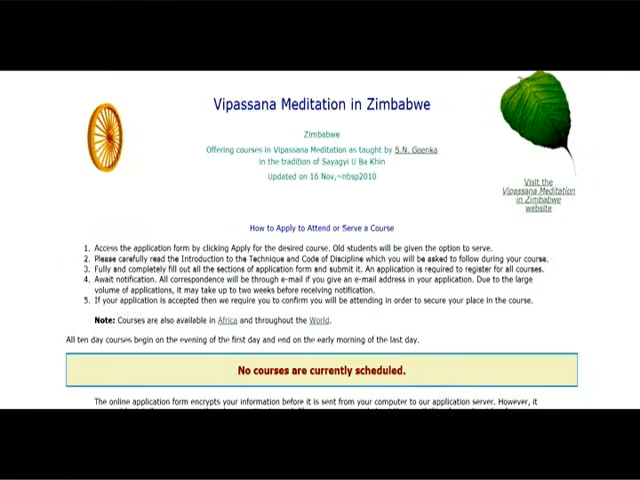 Vipassana Meditation in Zimbabwe
Zimbabwe
Offering courses in Vipassana Meditation as taught by S.N. Goenka
in the tradition of Sayagyi U Ba Khin
Updated on 16 Nov,~nbsp2010
Visit the
Vipassana Meditation
in Zimbabwe
website
How to Apply to Attend or Serve a Course
1. Access the application form by clicking Apply for the desired course. Old students will be given the option to serve.
2. Please carefully read the Introduction to the Technique and Code of Discipline which you will be asked to follow during your course.
3. Fully and completely fill out all the sections of application form and submit it. An application is required to register for all courses.
4. Await notification. All correspondence will be through e-mail if you give an e-mail address in your application. Due to the large
volume of applications, it may take up to two weeks before receiving notification.
5. If your application is accepted then we require you to confirm you will be attending in order to secure your place in the course.
Note: Courses are also available in Africa and throughout the World.
All ten day courses begin on the evening of the first day and end on the early morning of the last day.
No courses are currently scheduled.
The online application form encrypts your information before it is sent from your computer to our application server. However, it